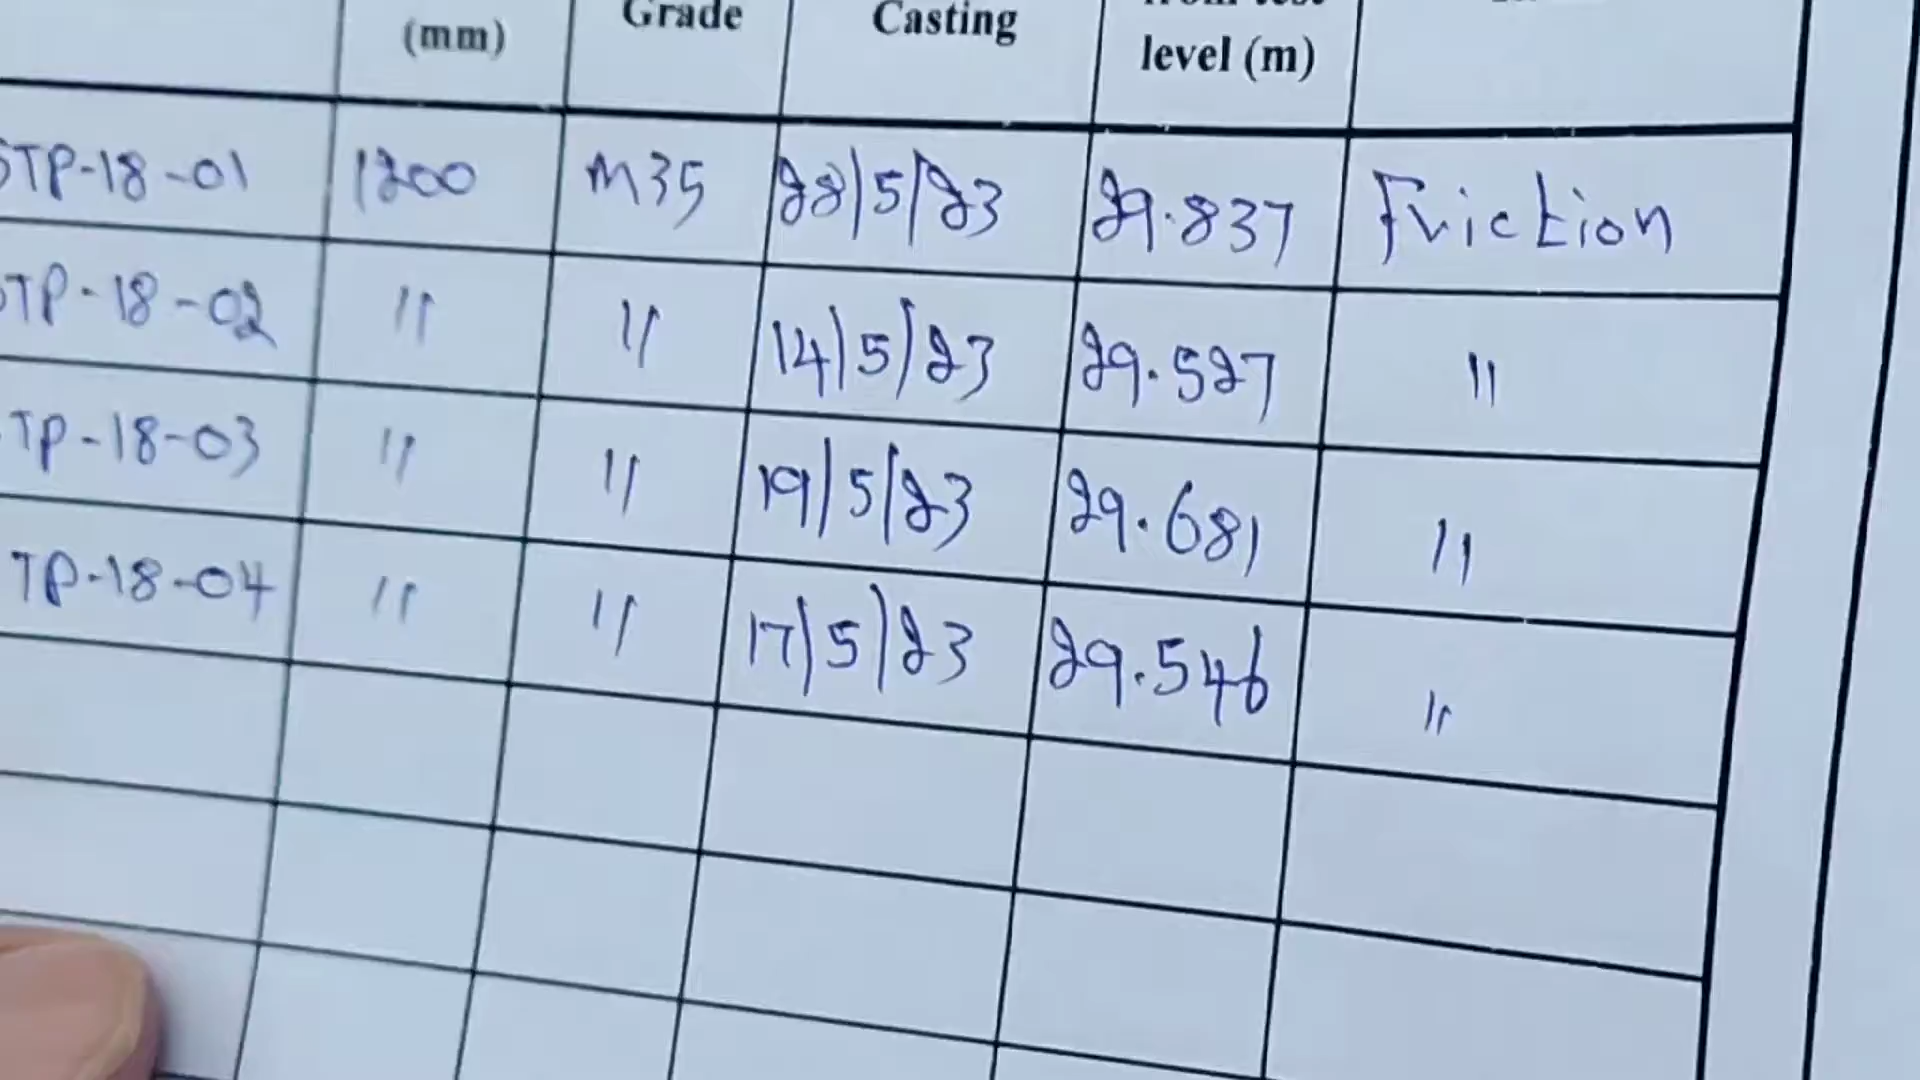 (mm) Grade Casting level (m)
TP-18-01 1200 M35 28/5/23 29.837 Friction
TP-18-02 " " 14/5/23 29.527 "
TP-18-03 " " 19/5/23 29.681 "
TP-18-04 " " 17/5/23 29.546 "